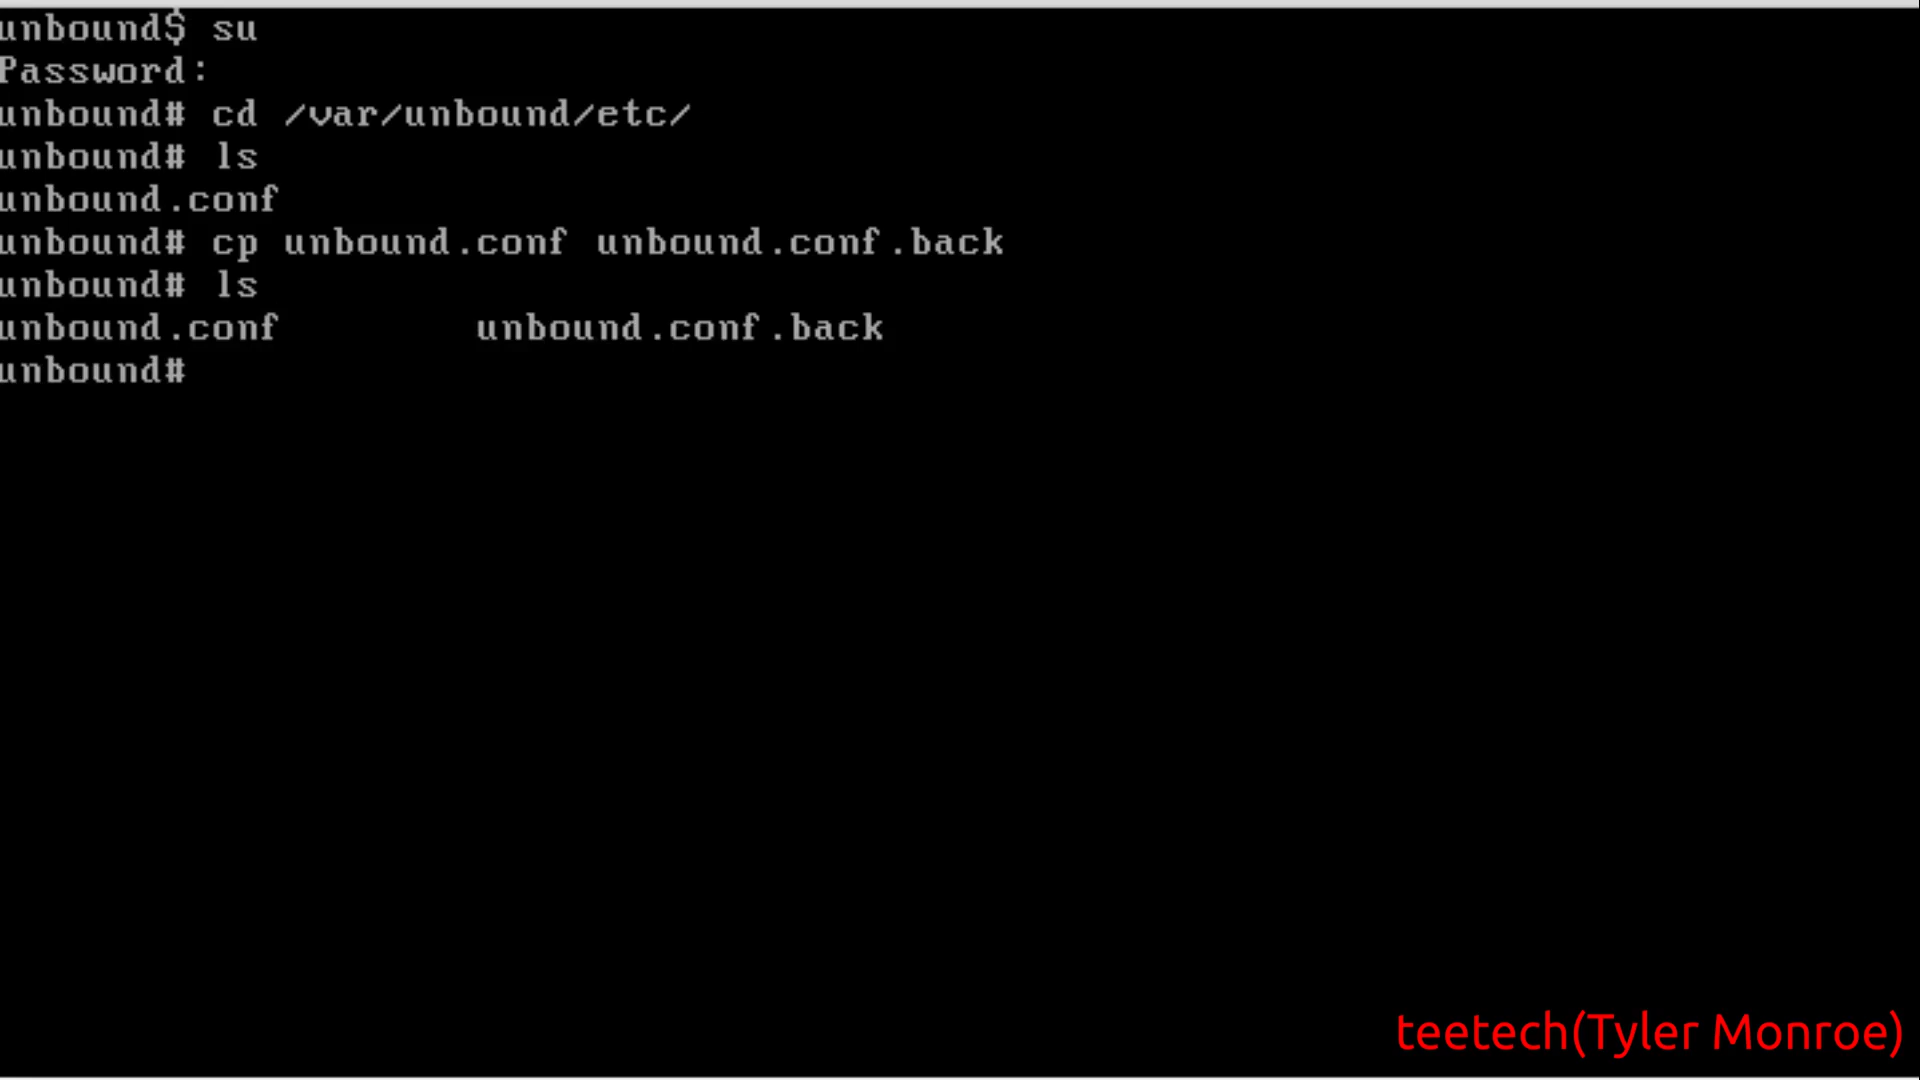 unbound$ su
Password:
unbound# cd /var/unbound/etc/
unbound# ls
unbound.conf
unbound# cp unbound.conf unbound.conf.back
unbound# ls
unbound.conf        unbound.conf.back
unbound#
teetech(Tyler Monroe)